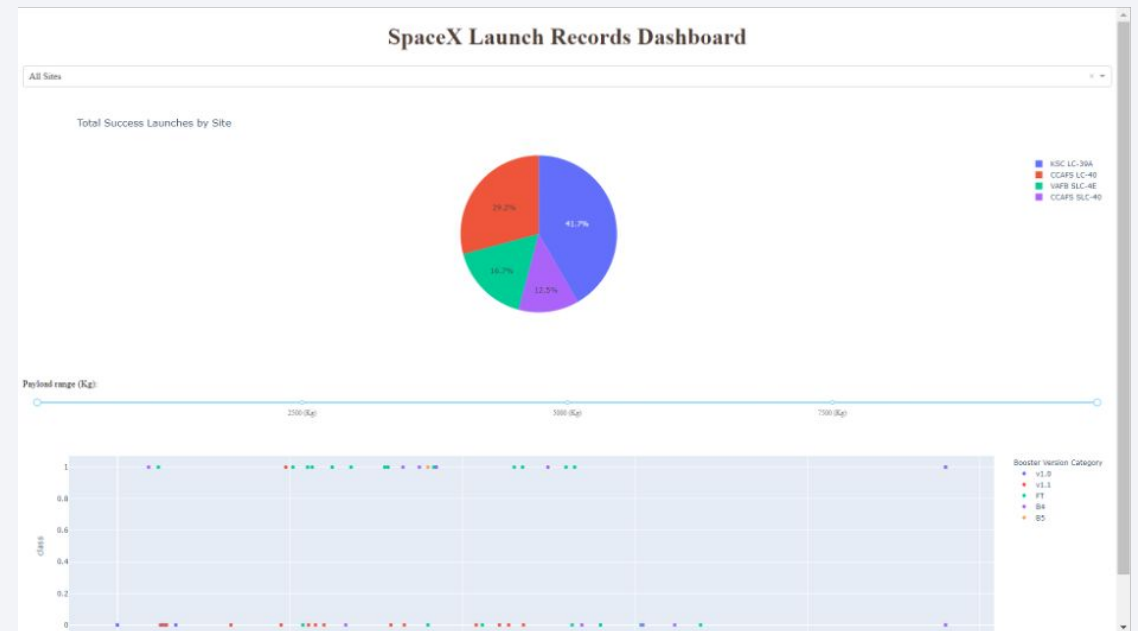 SpaceX Launch Records Dashboard
All Sites
Total Success Launches by Site
KSC LC-39A
CCAFS LC-40
VAFB SLC-4E
CCAFS SLC-40
29.2%
41.7%
16.7%
12.5%
Payload range (Kg):
2500 (Kg)
5000 (Kg)
7500 (Kg)
Booster Version Category
v1.0
v1.1
FT
B4
B5
class
1
0.8
0.6
0.4
0.2
0